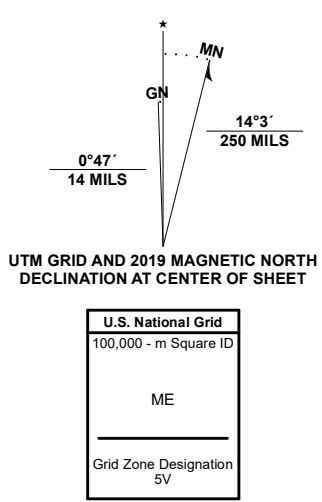 ★
MN
GN
14°3´
250 MILS
0°47´
14 MILS
UTM GRID AND 2019 MAGNETIC NORTH
DECLINATION AT CENTER OF SHEET
U.S. National Grid
100,000 - m Square ID
ME
Grid Zone Designation
5V